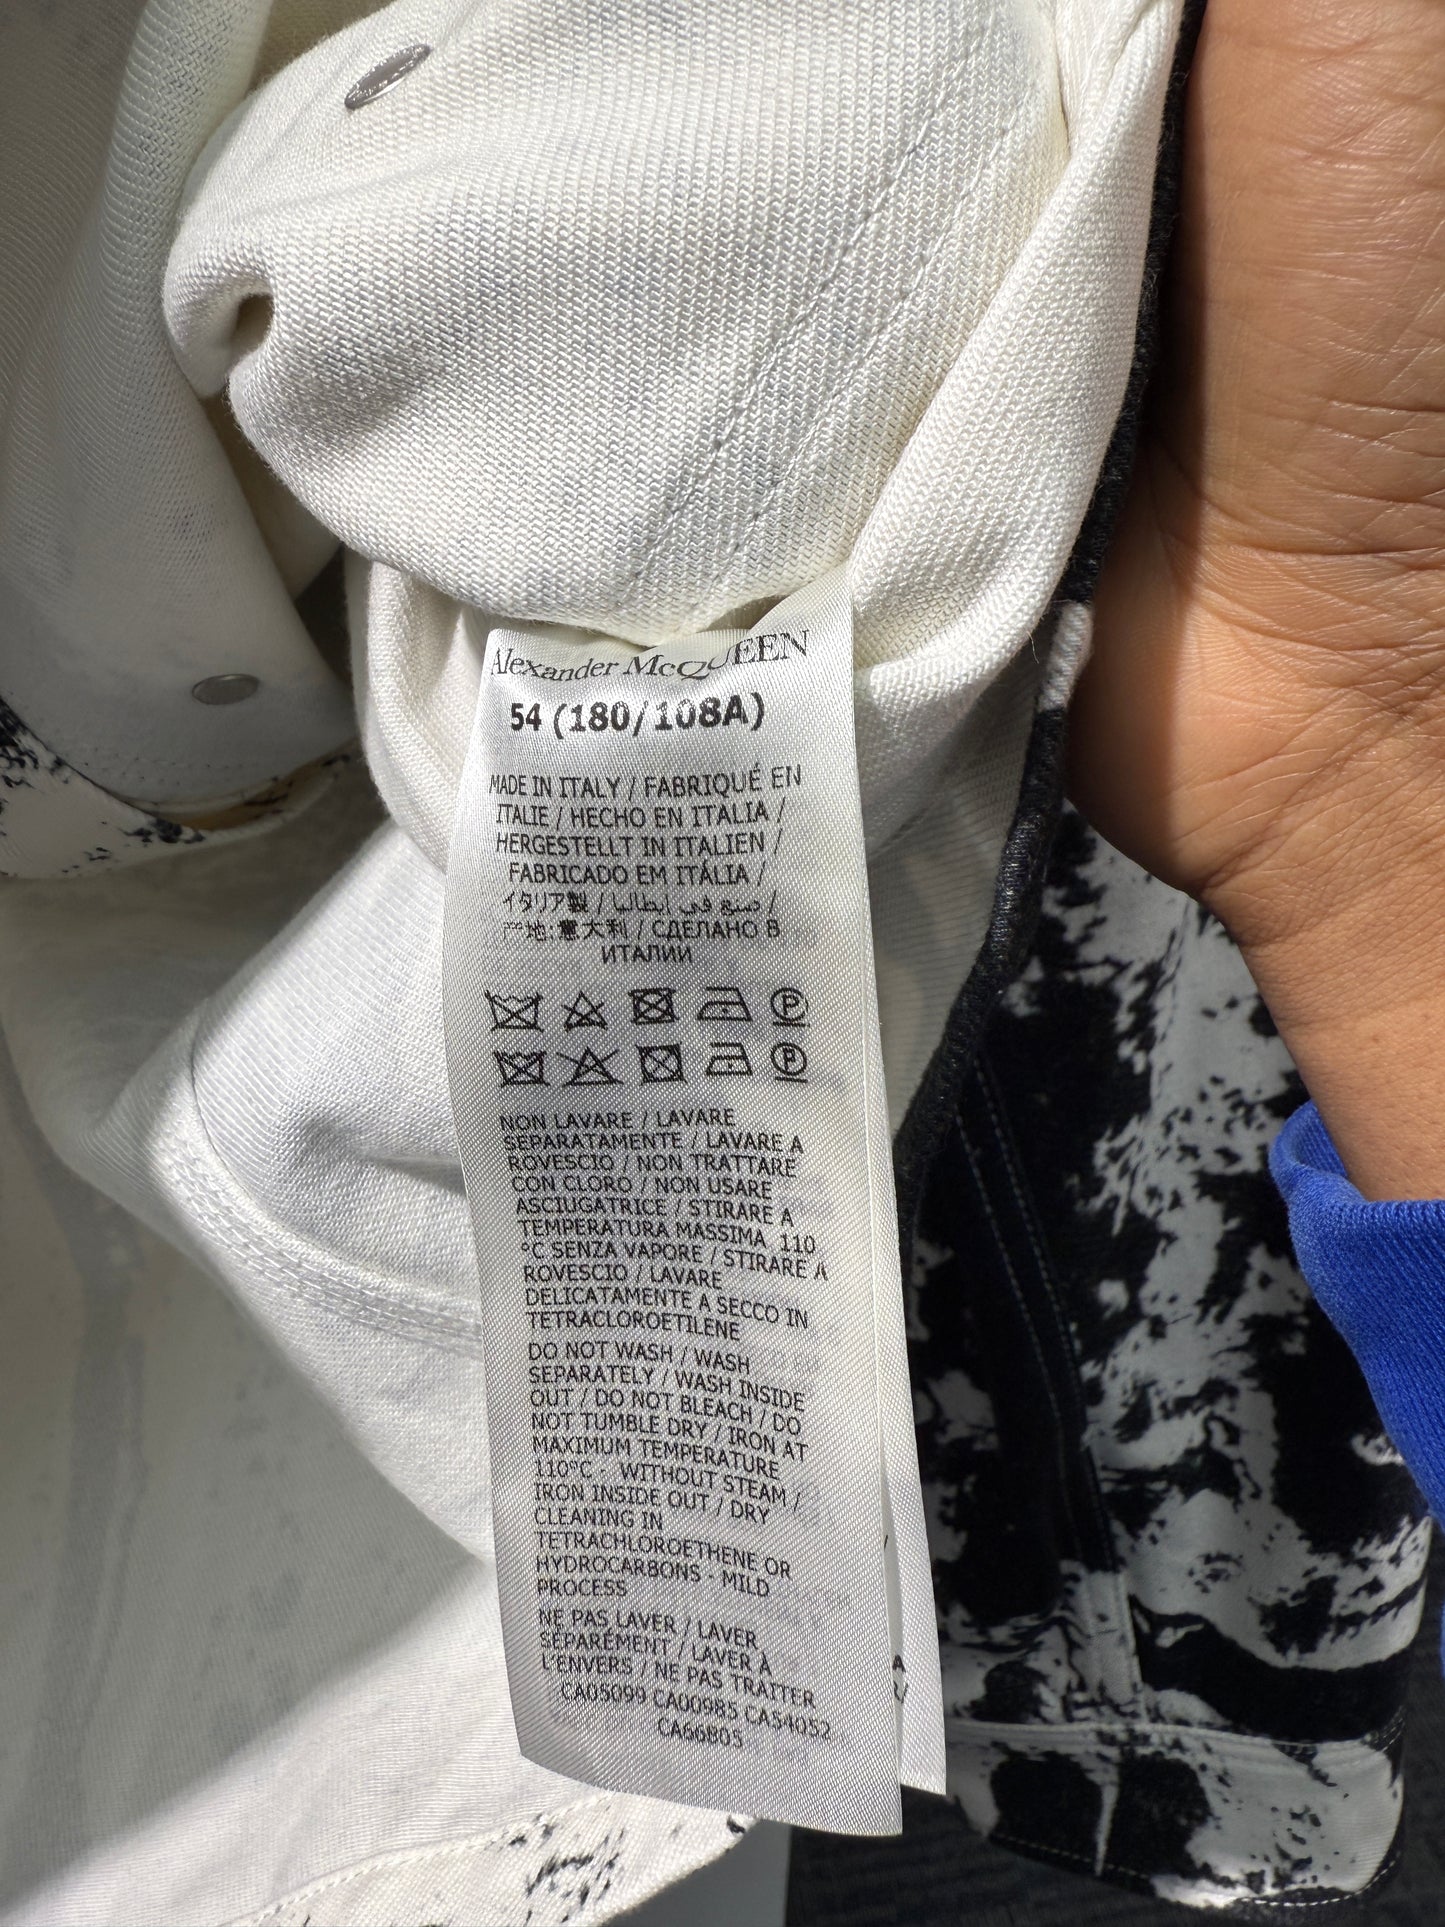 Alexander McQUEEN
54 (180/108A)
MADE IN ITALY / FABRIQUÉ EN
ITALIE / HECHO EN ITALIA /
HERGESTELLT IN ITALIEN /
FABRICADO EM ITÁLIA /
イタリア製 / صنع في إيطاليا /
产地:意大利 / СДЕЛАНО В
ИТАЛИИ
P
P
NON LAVARE / LAVARE
SEPARATAMENTE / LAVARE A
ROVESCIO / NON TRATTARE
CON CLORO / NON USARE
ASCIUGATRICE / STIRARE A
TEMPERATURA MASSIMA 110
°C SENZA VAPORE / STIRARE A
ROVESCIO / LAVARE
DELICATAMENTE A SECCO IN
TETRACLOROETILENE
DO NOT WASH / WASH
SEPARATELY / WASH INSIDE
OUT / DO NOT BLEACH / DO
NOT TUMBLE DRY / IRON AT
MAXIMUM TEMPERATURE
110°C - WITHOUT STEAM /
IRON INSIDE OUT / DRY
CLEANING IN
TETRACHLOROETHENE OR
HYDROCARBONS - MILD
PROCESS
NE PAS LAVER / LAVER
SÉPARÉMENT / LAVER À
L'ENVERS / NE PAS TRAITER
CA05099 CA00985 CA54052
CA66805